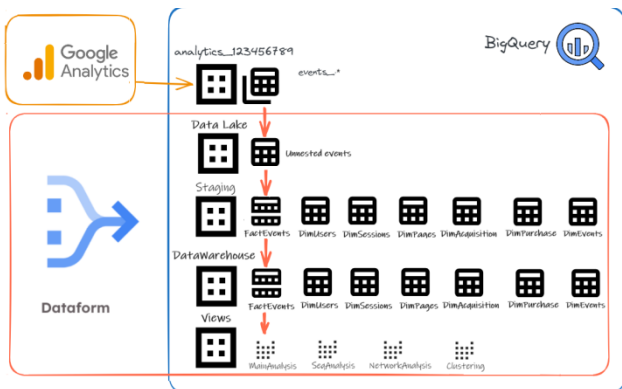 Google
Analytics
analytics_123456789
BigQuery
events_*
Data Lake
Unnested events
Staging
FactEvents DimUsers DimSessions DimPages DimAcquisition DimPurchase DimEvents
DataWarehouse
FactEvents DimUsers DimSessions DimPages DimAcquisition DimPurchase DimEvents
Views
MainAnalysis SeqAnalysis NetworkAnalysis Clustering
Dataform